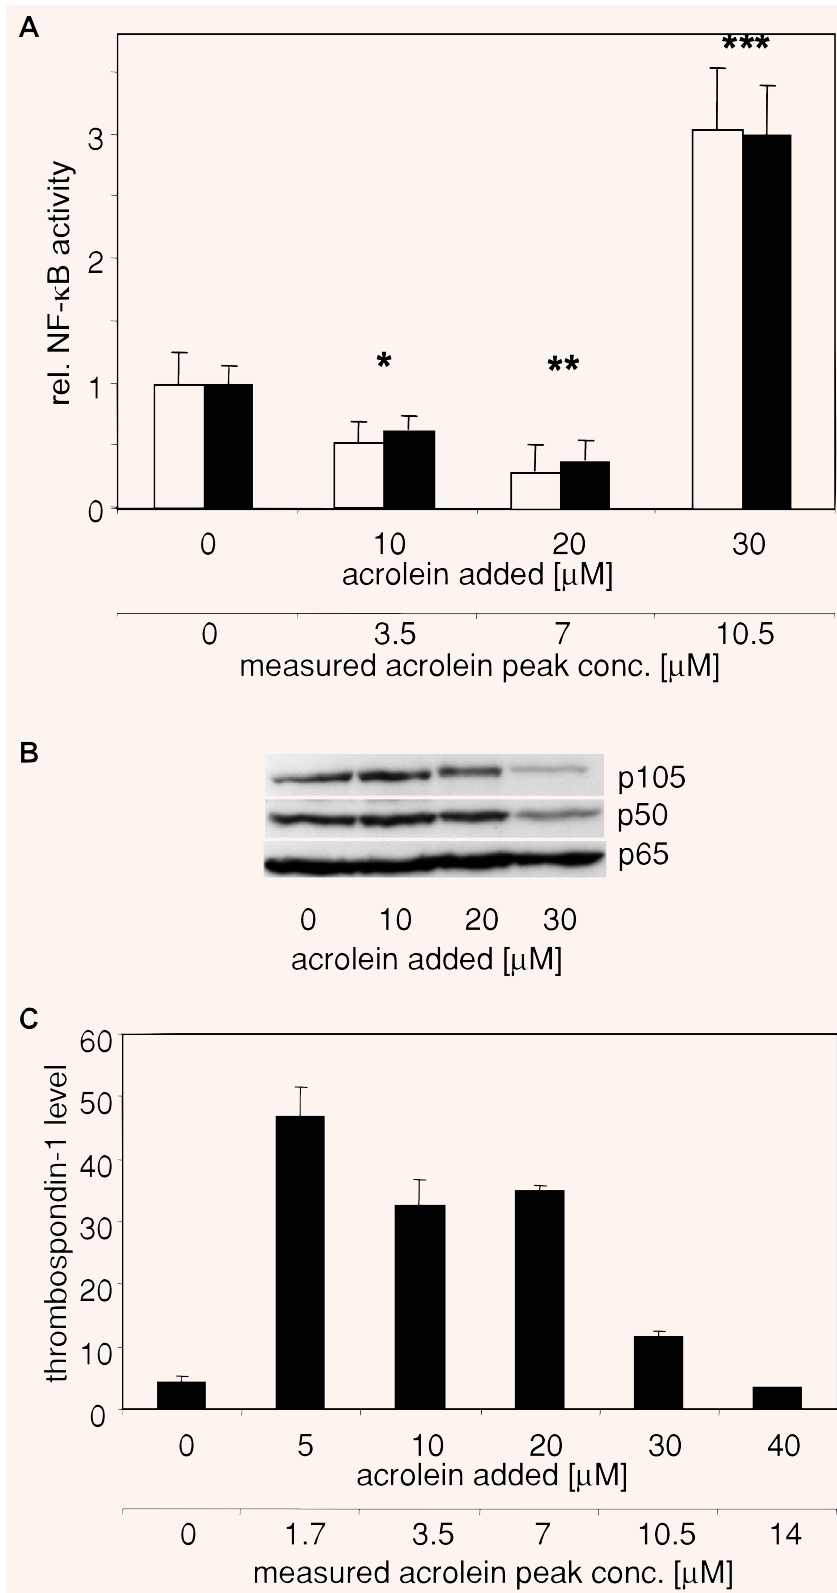 A
***
3
2
1
0
rel. NF-κB activity
*
**
0 10 20 30
acrolein added [μM]
0 3.5 7 10.5
measured acrolein peak conc. [μM]
B
p105
p50
p65
0 10 20 30
acrolein added [μM]
C
60
50
40
30
20
10
0
thrombospondin-1 level
0 5 10 20 30 40
acrolein added [μM]
0 1.7 3.5 7 10.5 14
measured acrolein peak conc. [μM]